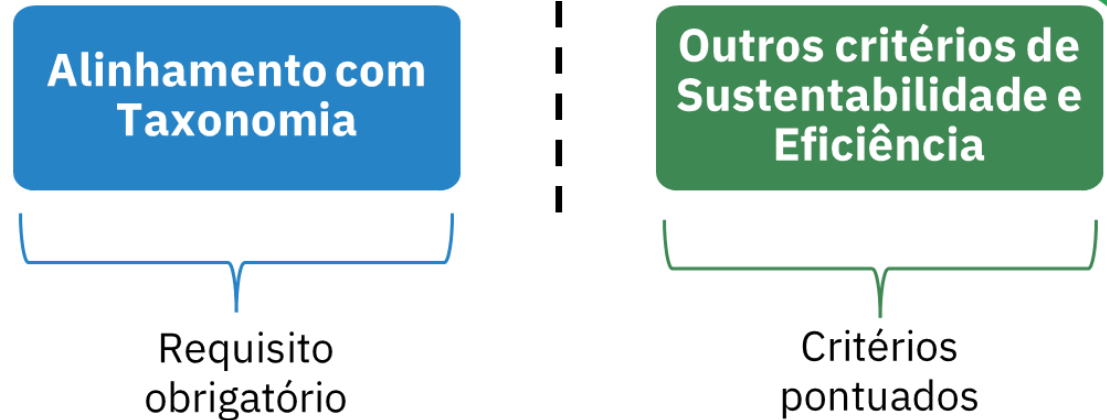 Alinhamento com
Taxonomia
Requisito
obrigatório
Outros critérios de
Sustentabilidade e
Eficiência
Critérios
pontuados